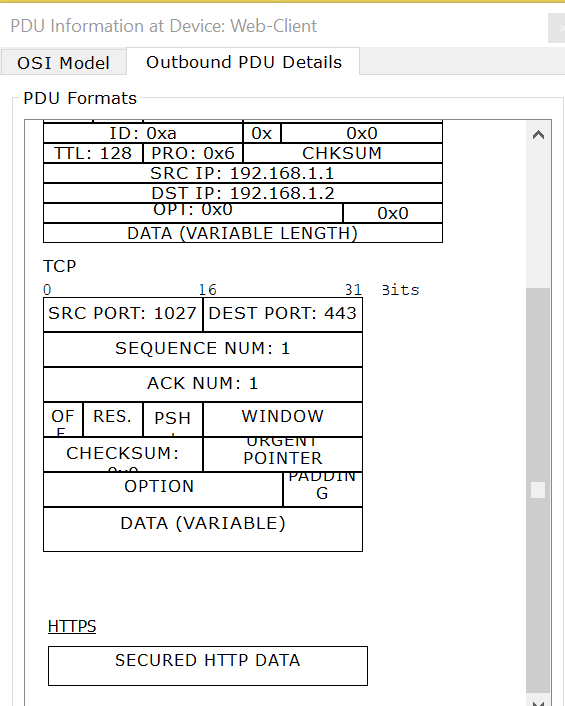 PDU Information at Device: Web-Client
OSI Model Outbound PDU Details
PDU Formats
ID: 0xa 0x 0x0
TTL: 128 PRO: 0x6 CHKSUM
SRC IP: 192.168.1.1
DST IP: 192.168.1.2
OPT: 0x0 0x0
DATA (VARIABLE LENGTH)
TCP
0 16 31 Bits
SRC PORT: 1027 DEST PORT: 443
SEQUENCE NUM: 1
ACK NUM: 1
OF RES. PSH WINDOW
F
CHECKSUM: URGENT
0x0 POINTER
OPTION PADDIN
G
DATA (VARIABLE)
HTTPS
SECURED HTTP DATA